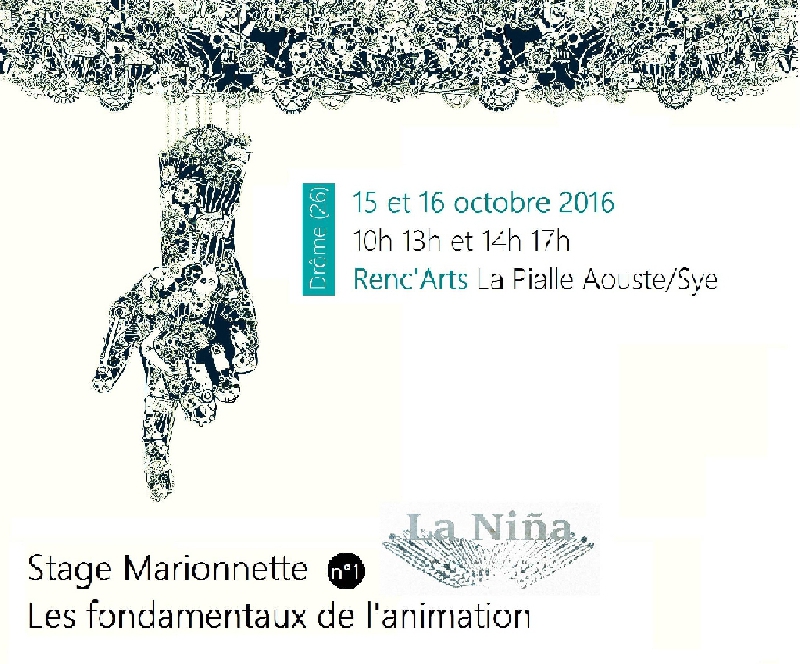 Drôme (26)
15 et 16 octobre 2016
10h 13h et 14h 17h
Renc'Arts La Pialle Aouste/Sye
La Niña
Stage Marionnette n°1
Les fondamentaux de l'animation